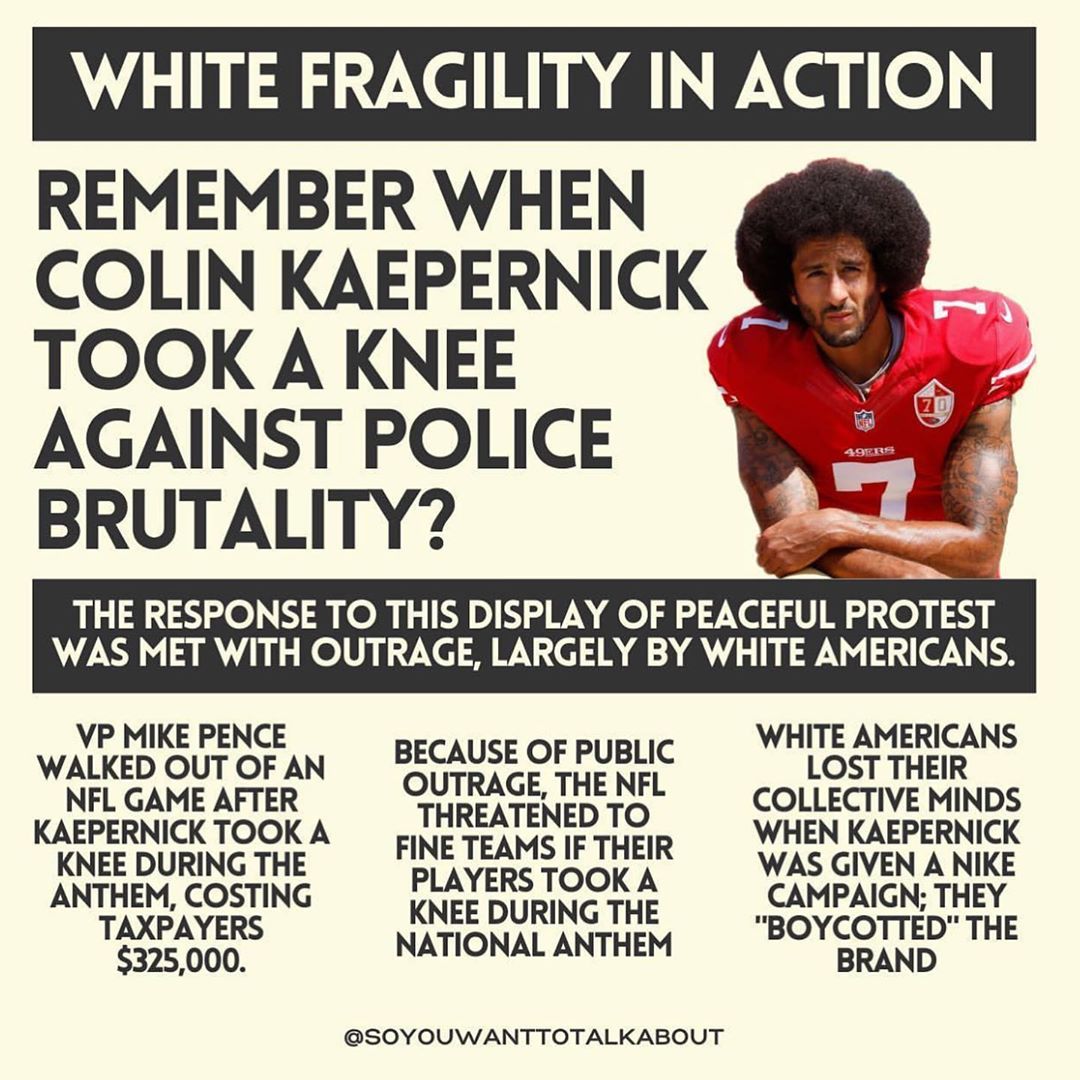 WHITE FRAGILITY IN ACTION
REMEMBER WHEN
COLIN KAEPERNICK
TOOK A KNEE
AGAINST POLICE
BRUTALITY?
7
7
NFL
70
49ERS
7
THE RESPONSE TO THIS DISPLAY OF PEACEFUL PROTEST
WAS MET WITH OUTRAGE, LARGELY BY WHITE AMERICANS.
VP MIKE PENCE
WALKED OUT OF AN
NFL GAME AFTER
KAEPERNICK TOOK A
KNEE DURING THE
ANTHEM, COSTING
TAXPAYERS
$325,000.
BECAUSE OF PUBLIC
OUTRAGE, THE NFL
THREATENED TO
FINE TEAMS IF THEIR
PLAYERS TOOK A
KNEE DURING THE
NATIONAL ANTHEM
WHITE AMERICANS
LOST THEIR
COLLECTIVE MINDS
WHEN KAEPERNICK
WAS GIVEN A NIKE
CAMPAIGN; THEY
"BOYCOTTED" THE
BRAND
@SOYOUWANTTOTALKABOUT